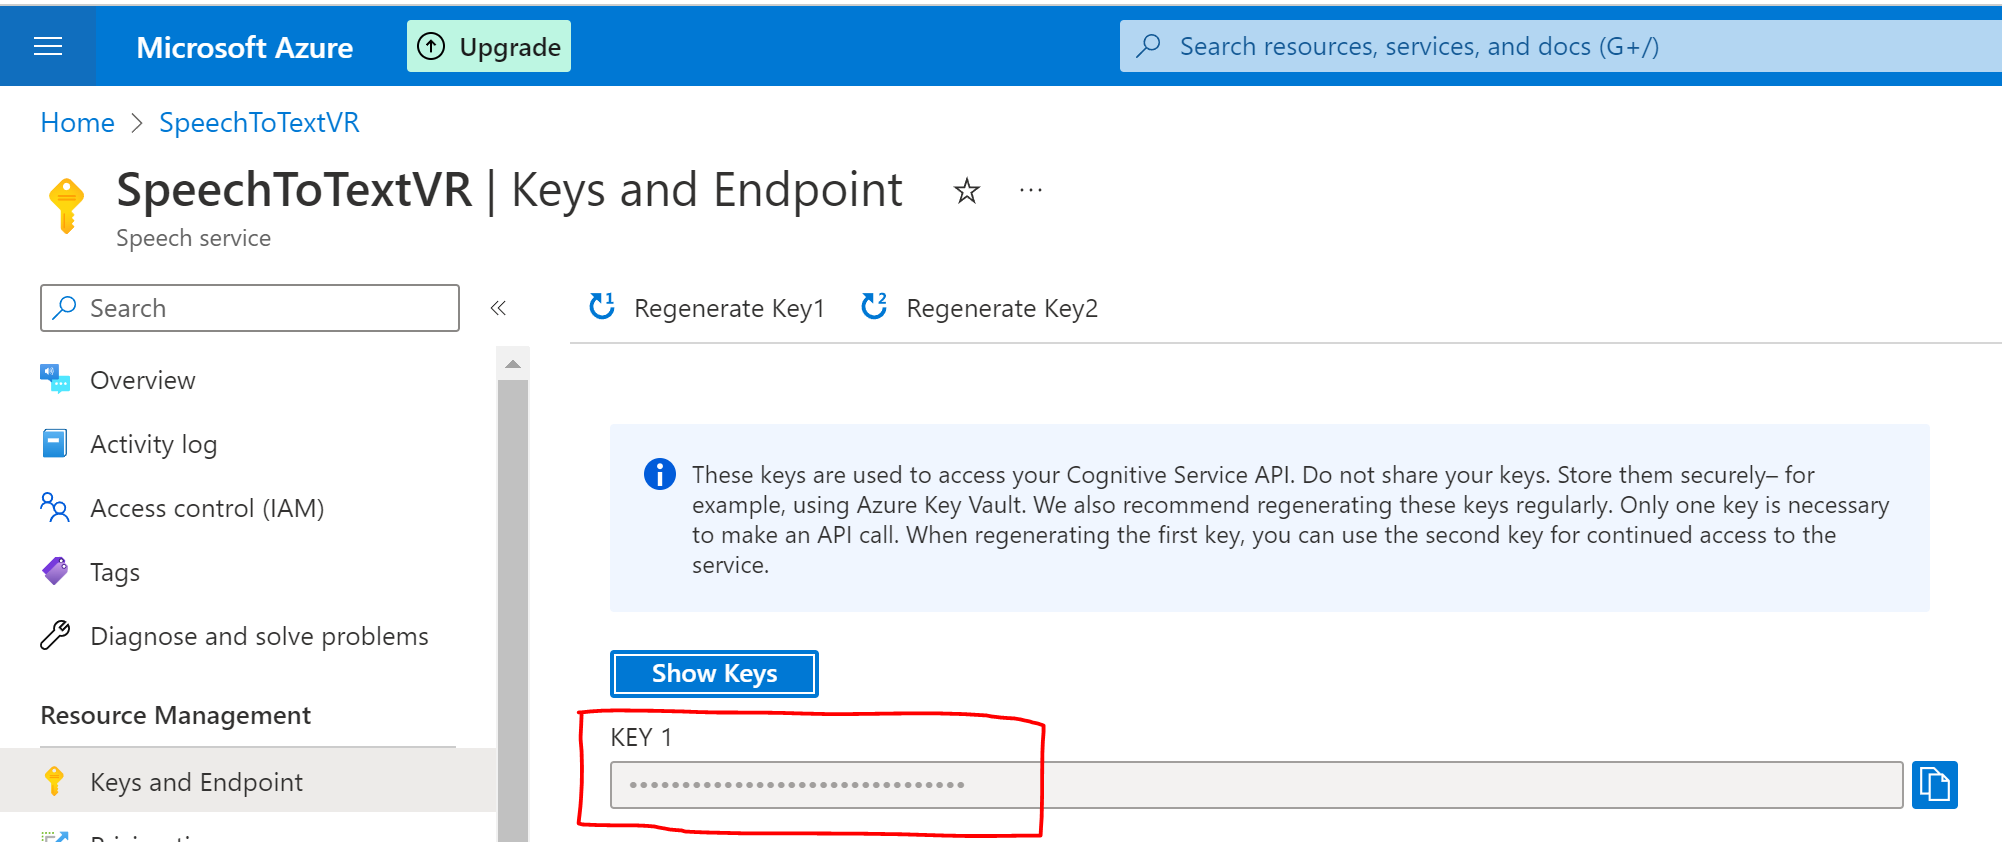 Microsoft Azure
Upgrade
Search resources, services, and docs (G+/)
Home > SpeechToTextVR
SpeechToTextVR | Keys and Endpoint
Speech service
Search
Regenerate Key1
Regenerate Key2
Overview
Activity log
Access control (IAM)
Tags
Diagnose and solve problems
Resource Management
Keys and Endpoint
These keys are used to access your Cognitive Service API. Do not share your keys. Store them securely– for
example, using Azure Key Vault. We also recommend regenerating these keys regularly. Only one key is necessary
to make an API call. When regenerating the first key, you can use the second key for continued access to the
service.
Show Keys
KEY 1
••••••••••••••••••••••••••••••••